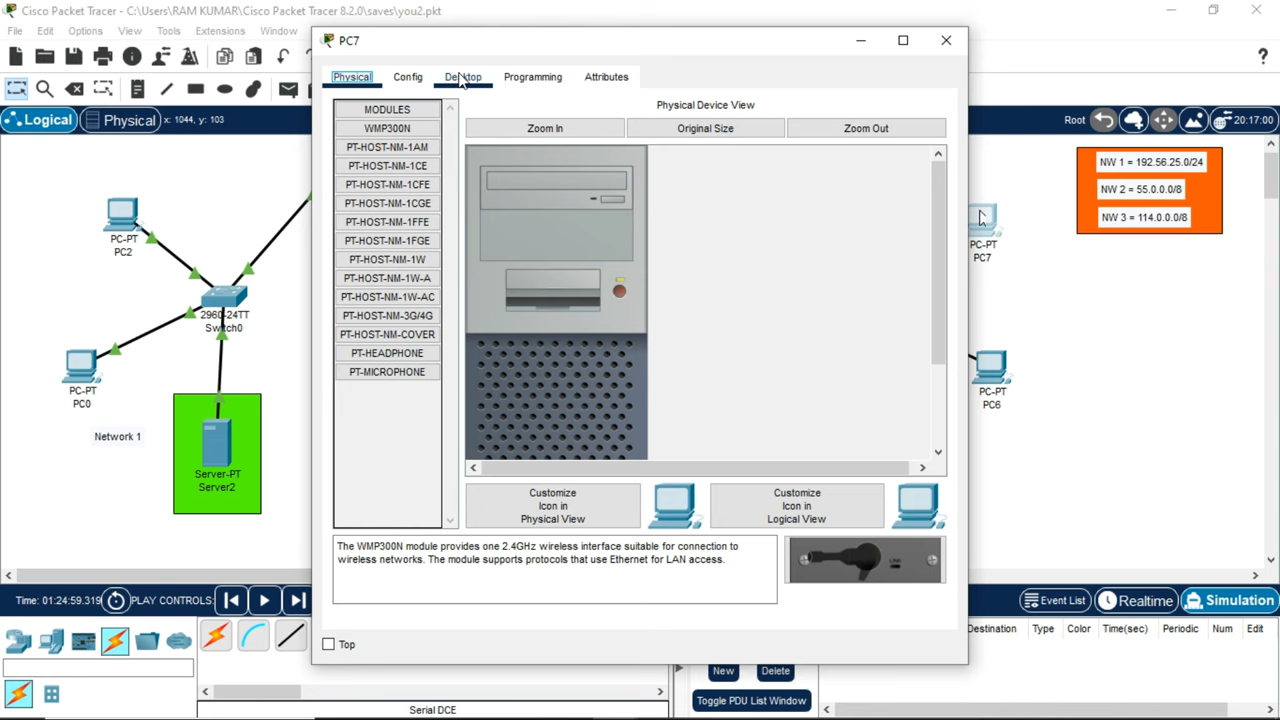 Cisco Packet Tracer - C:\Users\RAM KUMAR\Cisco Packet Tracer 8.2.0\saves\you2.pkt
File Edit Options View Tools Extensions Window
PC7
Physical Config Desktop Programming Attributes
MODULES
WMP300N
PT-HOST-NM-1AM
PT-HOST-NM-1CE
PT-HOST-NM-1CFE
PT-HOST-NM-1CGE
PT-HOST-NM-1FFE
PT-HOST-NM-1FGE
PT-HOST-NM-1W
PT-HOST-NM-1W-A
PT-HOST-NM-1W-AC
PT-HOST-NM-3G/4G
PT-HOST-NM-COVER
PT-HEADPHONE
PT-MICROPHONE
Physical Device View
Zoom In Original Size Zoom Out
Customize
Icon in
Physical View
Customize
Icon in
Logical View
The WMP300N module provides one 2.4GHz wireless interface suitable for connection to
wireless networks. The module supports protocols that use Ethernet for LAN access.
Top
Logical Physical x: 1044, y: 103
Root 20:17:00
PC-PT
PC2
2960-24TT
Switch0
PC-PT
PC0
Network 1
Server-PT
Server2
PC-PT
PC7
PC-PT
PC6
NW 1 = 192.56.25.0/24
NW 2 = 55.0.0.0/8
NW 3 = 114.0.0.0/8
Time: 01:24:59.319 PLAY CONTROLS:
Event List Realtime Simulation
Destination Type Color Time(sec) Periodic Num Edit
New Delete
Toggle PDU List Window
Serial DCE